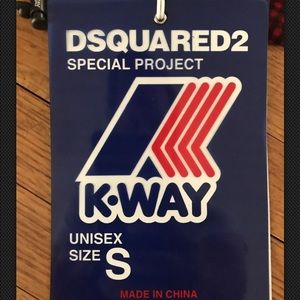 DSQUARED2
SPECIAL PROJECT
K-WAY
UNISEX
SIZE S
MADE IN CHINA